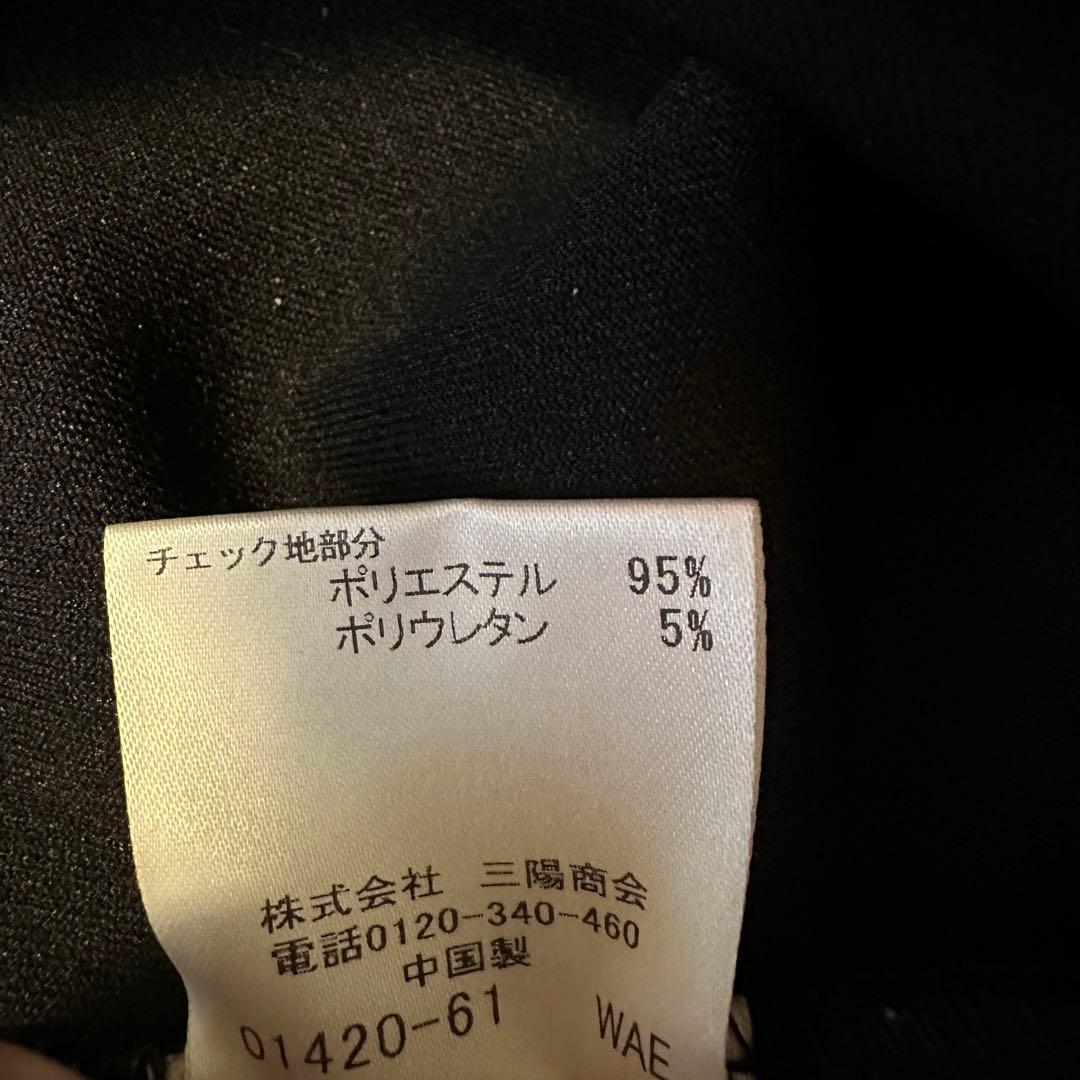 チェック地部分
ポリエステル 95%
ポリウレタン 5%
株式会社 三陽商会
電話0120-340-460
中国製
01420-61 WAE